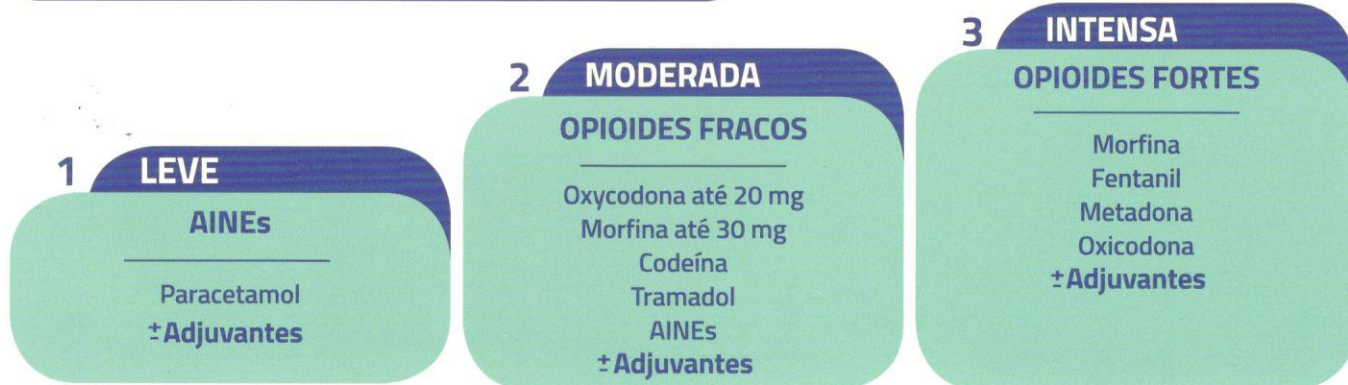 1 LEVE
AINEs
Paracetamol
±Adjuvantes
2 MODERADA
OPIOIDES FRACOS
Oxycodona até 20 mg
Morfina até 30 mg
Codeína
Tramadol
AINEs
±Adjuvantes
3 INTENSA
OPIOIDES FORTES
Morfina
Fentanil
Metadona
Oxicodona
±Adjuvantes